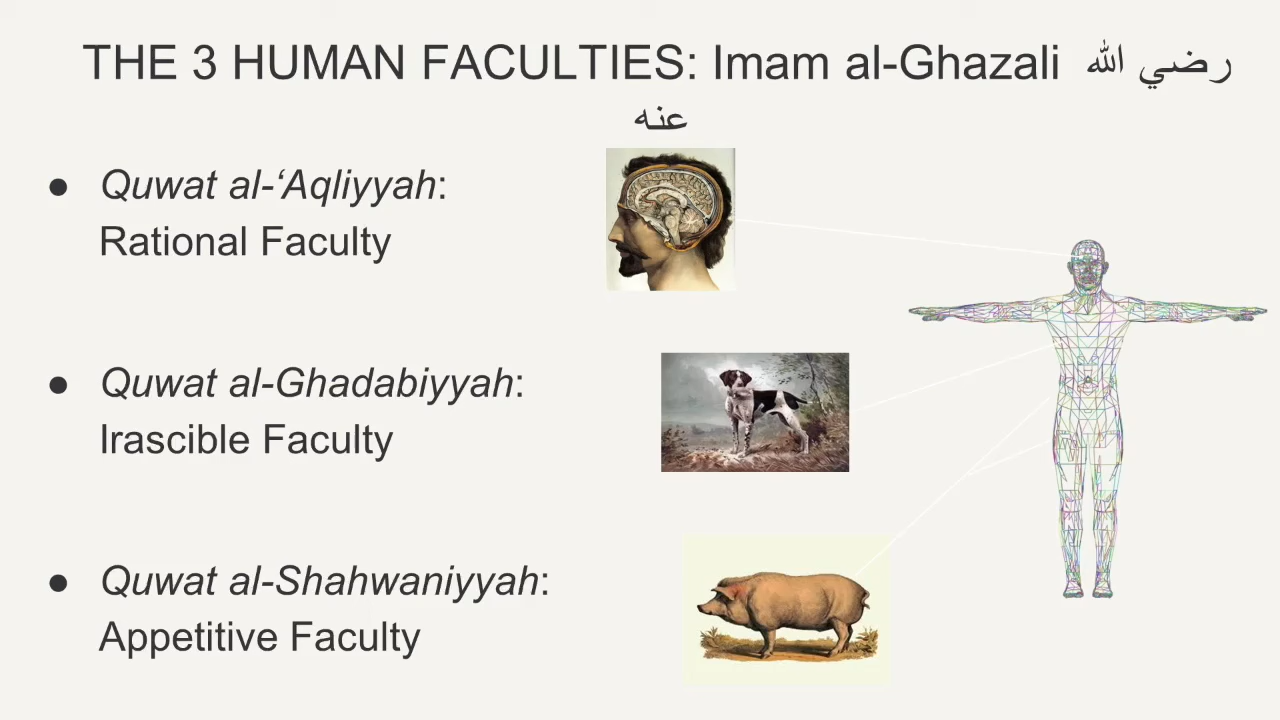 THE 3 HUMAN FACULTIES: Imam al-Ghazali رضي الله
عنه
● Quwat al-‘Aqliyyah:
Rational Faculty
● Quwat al-Ghadabiyyah:
Irascible Faculty
● Quwat al-Shahwaniyyah:
Appetitive Faculty